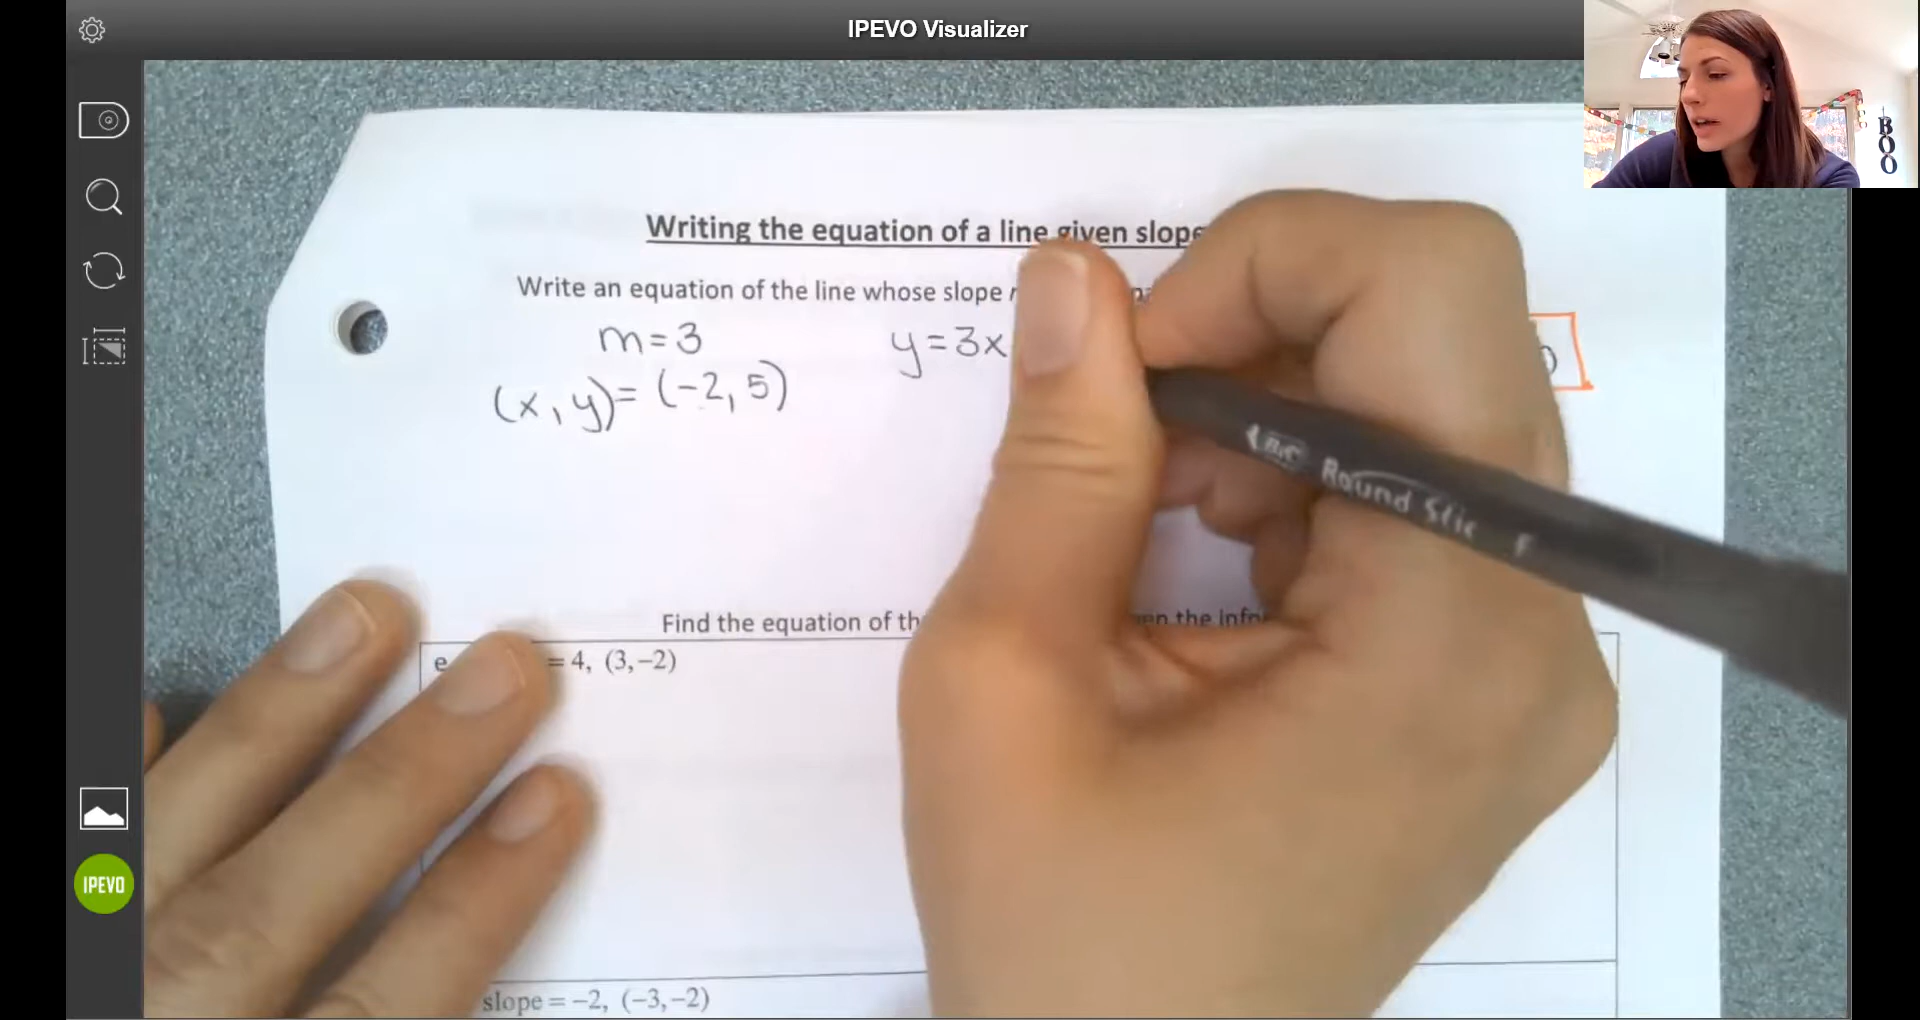 IPEVO Visualizer
BOO
Writing the equation of a line given slope
Write an equation of the line whose slope
m = 3
y = 3x
(x, y) = (-2, 5)
BIC Round Stic F
Find the equation of
the
= 4, (3, −2)
slope = −2, (−3, −2)
IPEVO